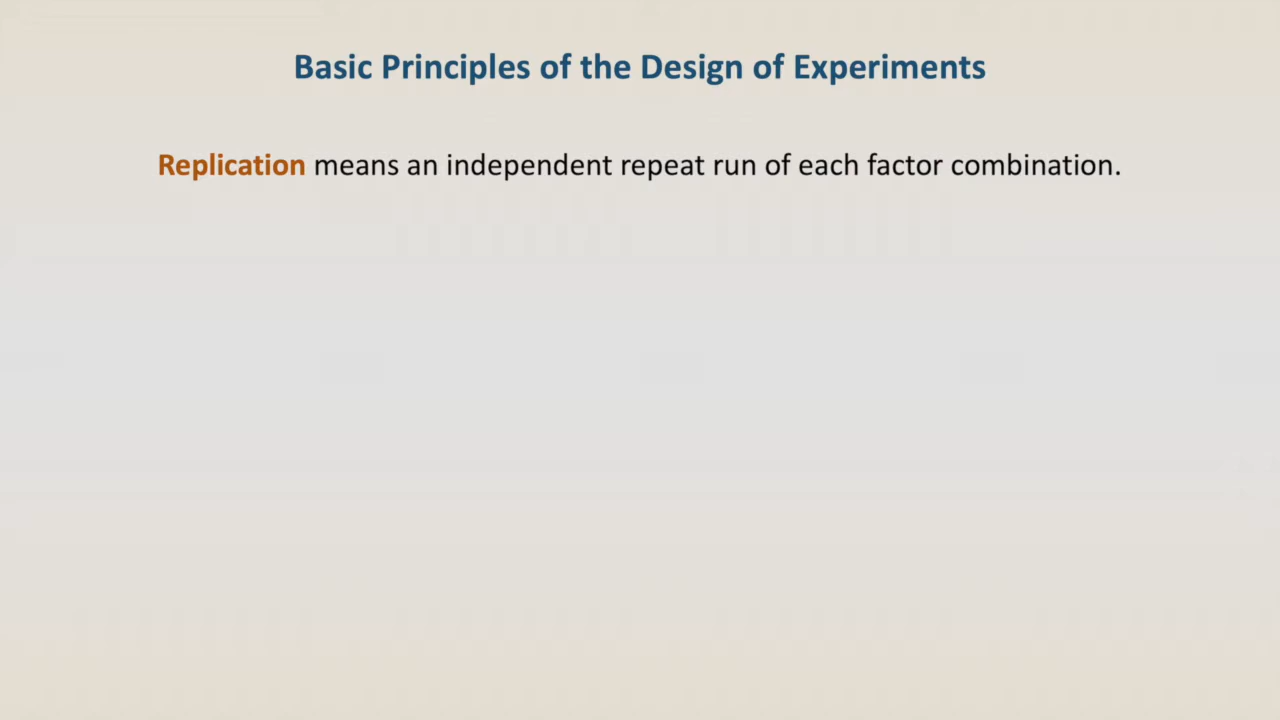 Basic Principles of the Design of Experiments
Replication means an independent repeat run of each factor combination.